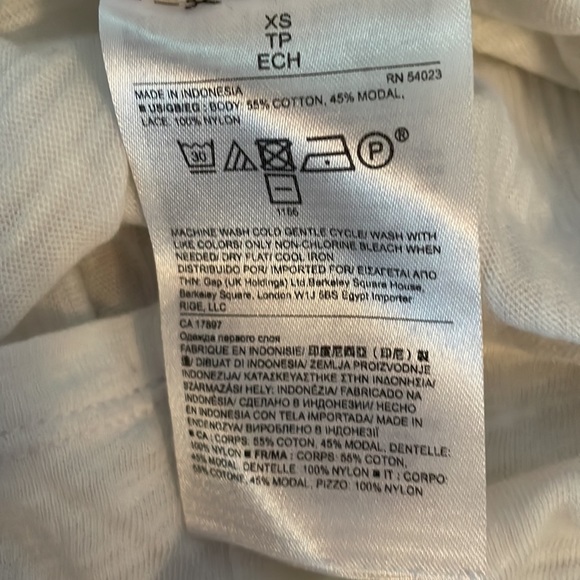 XS
TP
ECH
RN 54023
MADE IN INDONESIA
■ US/GB/EG : BODY: 55% COTTON, 45% MODAL,
LACE: 100% NYLON
30
P
®
1166
MACHINE WASH COLD GENTLE CYCLE/ WASH WITH
LIKE COLORS/ ONLY NON-CHLORINE BLEACH WHEN
NEEDED/ DRY FLAT/ COOL IRON
DISTRIBUIDO POR/ IMPORTED FOR/ ΕΙΣΑΓΕΤΑΙ ΑΠΟ
THN: Gap (UK Holdings) Ltd.Berkeley Square House,
Berkeley Square, London W1J 6BS Egypt Importer
RIGE, LLC
CA 17897
Одежда первого слоя
FABRIQUE EN INDONISIE/ 印度尼西亞 (印尼) 製
DIBUAT DI INDONESIA/ ZEMLJA PROIZVODNJE
INDONEZIJA/ ΚΑΤΑΣΚΕΥΑΣΤΗΚΕ ΣΤΗΝ ΙΝΔΟΝΗΣΙΑ/
SZÁRMAZÁSI HELY: INDONÉZIA/ FABRICADO NA
INDONÉSIA/ СДЕЛАНО В ИНДОНЕЗИИ/ HECHO
EN INDONESIA CON TELA IMPORTADA/ MADE IN
ENDONEZYA/ ВИРОБЛЕНО В ІНДОНЕЗІЇ
■ CA : CORPS: 55% COTON, 45% MODAL, DENTELLE:
100% NYLON ■ FR/MA : CORPS: 55% COTON,
45% MODAL, DENTELLE: 100% NYLON ■ IT : CORPO:
55% COTONE, 45% MODAL, PIZZO: 100% NYLON